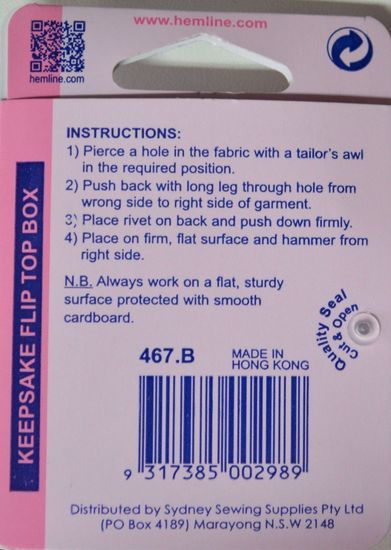 www.hemline.com
hemline.com
INSTRUCTIONS:
1) Pierce a hole in the fabric with a tailor's awl
in the required position.
2) Push back with long leg through hole from
wrong side to right side of garment.
3) Place rivet on back and push down firmly.
4) Place on firm, flat surface and hammer from
right side.
N.B. Always work on a flat, sturdy
surface protected with smooth
cardboard.
Quality Seal
Cut & Open
KEEPSAKE FLIP TOP BOX
467.B
MADE IN
HONG KONG
9 317385 002989
Distributed by Sydney Sewing Supplies Pty Ltd
(PO Box 4189) Marayong N.S.W 2148